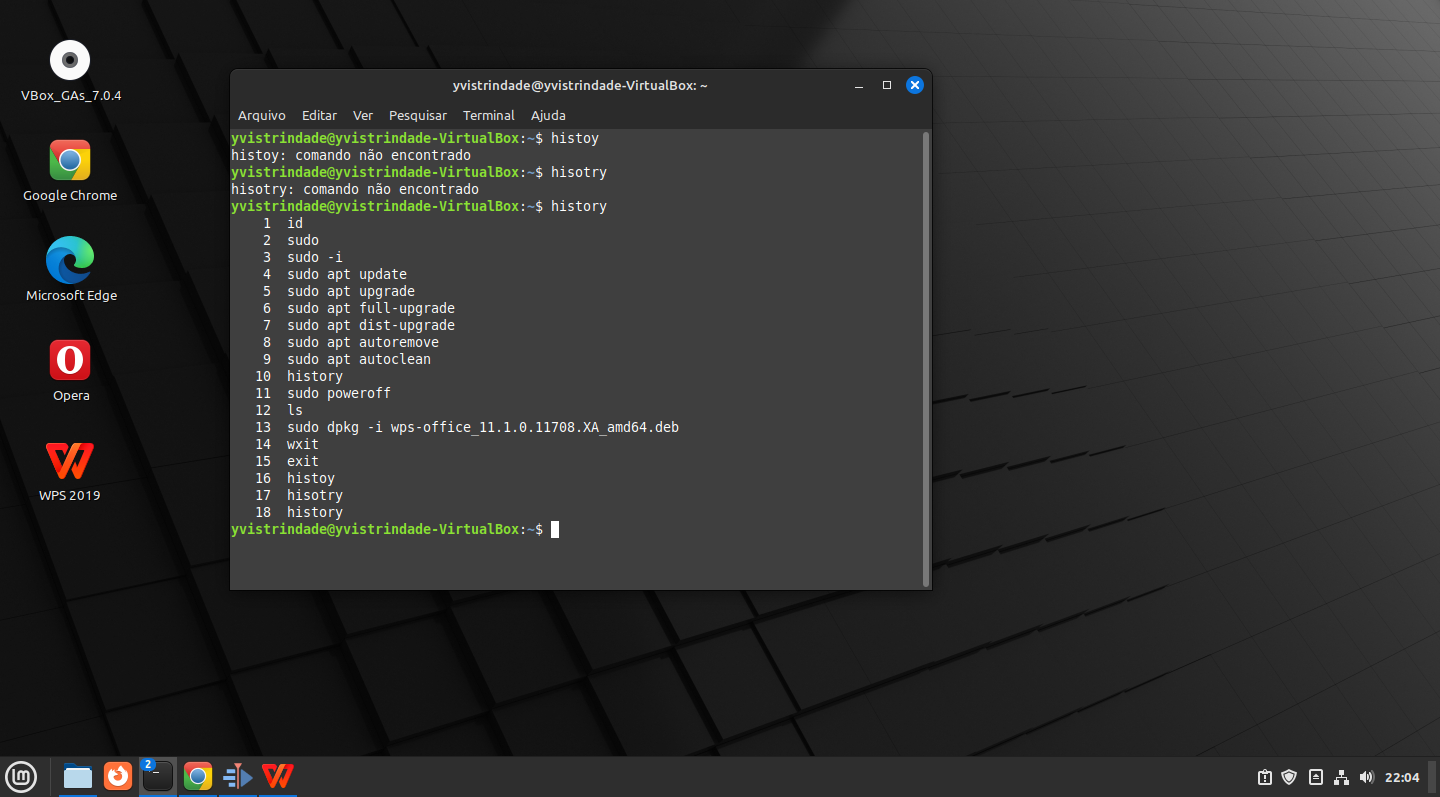 VBox_GAs_7.0.4
Google Chrome
Microsoft Edge
Opera
WPS 2019
yvistrindade@yvistrindade-VirtualBox: ~
Arquivo Editar Ver Pesquisar Terminal Ajuda
yvistrindade@yvistrindade-VirtualBox:~$ histoy
histoy: comando não encontrado
yvistrindade@yvistrindade-VirtualBox:~$ hisotry
hisotry: comando não encontrado
yvistrindade@yvistrindade-VirtualBox:~$ history
1 id
2 sudo
3 sudo -i
4 sudo apt update
5 sudo apt upgrade
6 sudo apt full-upgrade
7 sudo apt dist-upgrade
8 sudo apt autoremove
9 sudo apt autoclean
10 history
11 sudo poweroff
12 ls
13 sudo dpkg -i wps-office_11.1.0.11708.XA_amd64.deb
14 wxit
15 exit
16 histoy
17 hisotry
18 history
yvistrindade@yvistrindade-VirtualBox:~$
2
22:04